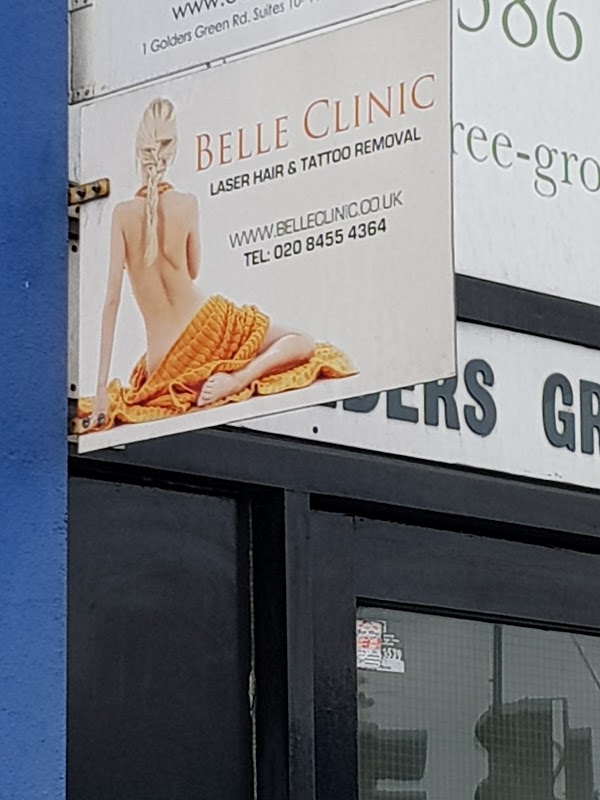 1 Golders Green Rd. Suites
BELLE CLINIC
LASER HAIR & TATTOO REMOVAL
WWW.BELLECLINIC.CO.UK
TEL: 020 8455 4364
586
ree-gro
DERS GR